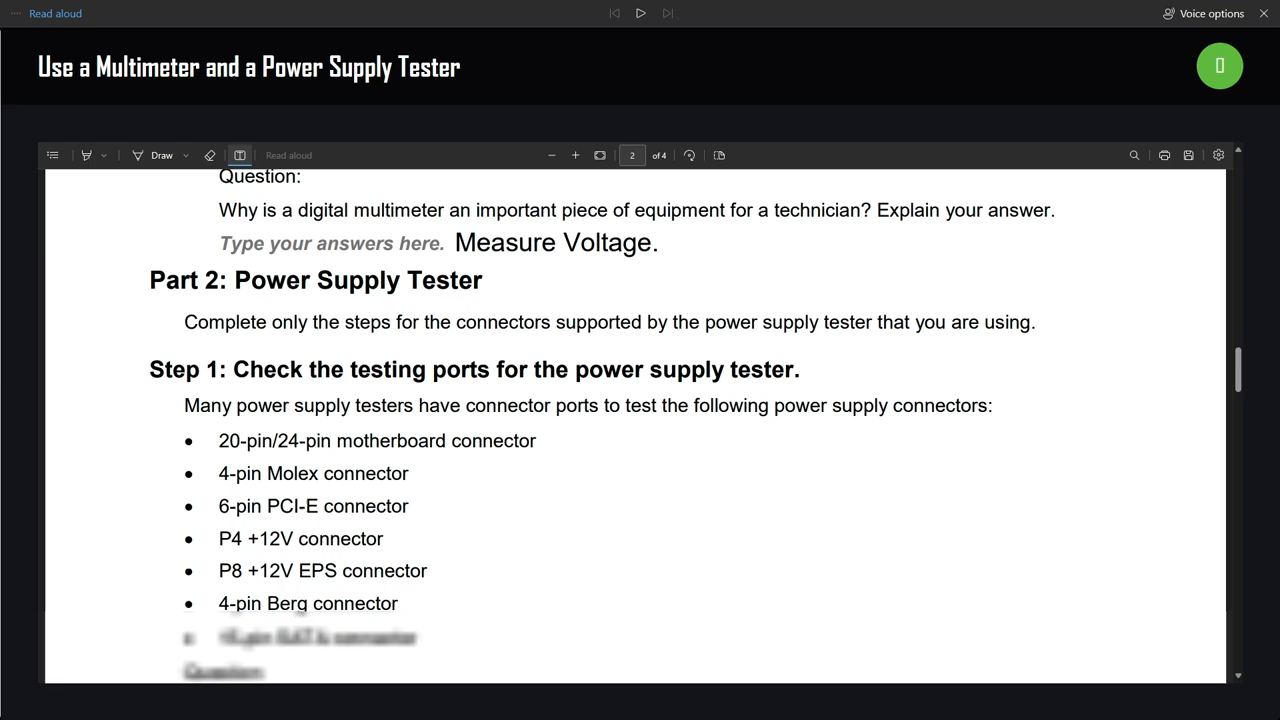 Read aloud
Voice options
Use a Multimeter and a Power Supply Tester
Draw
Read aloud
2 of 4
Question:
Why is a digital multimeter an important piece of equipment for a technician? Explain your answer.
Type your answers here. Measure Voltage.
Part 2: Power Supply Tester
Complete only the steps for the connectors supported by the power supply tester that you are using.
Step 1: Check the testing ports for the power supply tester.
Many power supply testers have connector ports to test the following power supply connectors:
• 20-pin/24-pin motherboard connector
• 4-pin Molex connector
• 6-pin PCI-E connector
• P4 +12V connector
• P8 +12V EPS connector
• 4-pin Berg connector
connector
Question